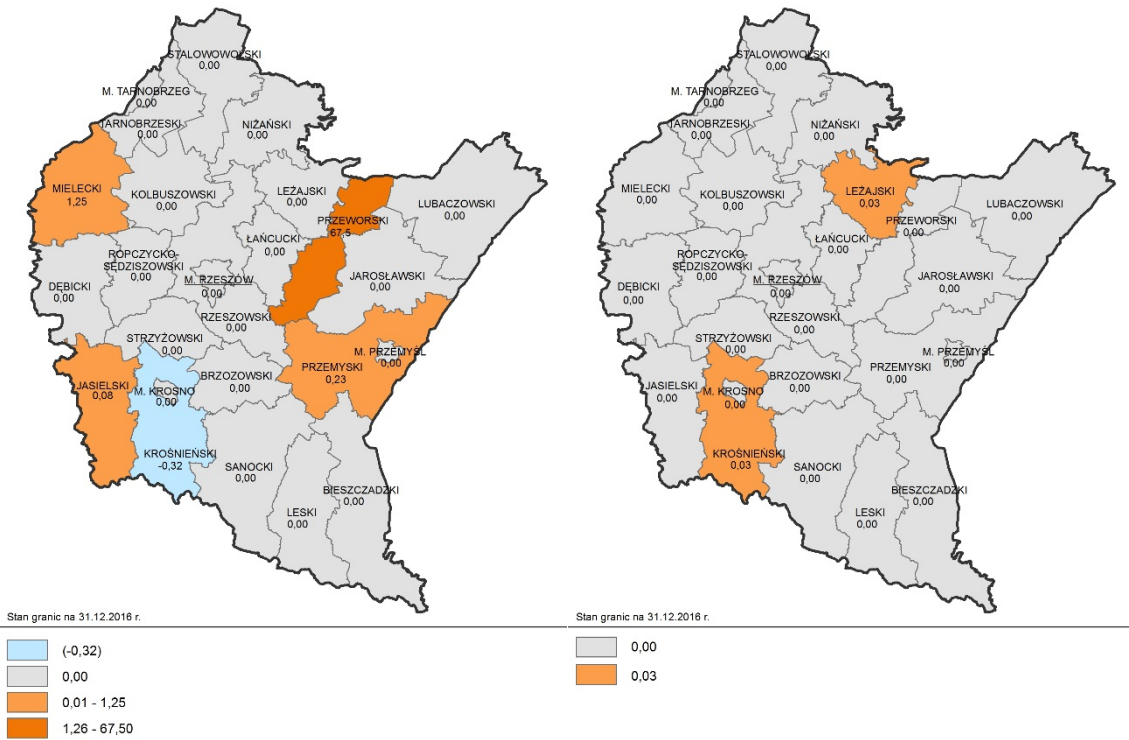 STALOWOWOLSKI
0,00
M. TARNOBRZEG
0,00
TARNOBRZESKI
0,00
NIŻAŃSKI
0,00
MIELECKI
1,25
KOLBUSZOWSKI
0,00
LEŻAJSKI
0,00
LUBACZOWSKI
0,00
PRZEWORSKI
67,5
ŁAŃCUCKI
0,00
ROPCZYCKO-
SĘDZISZOWSKI
0,00
M. RZESZÓW
0,00
JAROSŁAWSKI
0,00
DĘBICKI
0,00
RZESZOWSKI
0,00
STRZYŻOWSKI
0,00
M. PRZEMYŚL
0,00
PRZEMYSKI
0,23
BRZOZOWSKI
0,00
JASIELSKI
0,08
M. KROSNO
0,00
KROŚNIEŃSKI
-0,32
SANOCKI
0,00
BIESZCZADZKI
0,00
LESKI
0,00
Stan granic na 31.12.2016 r.
(-0,32)
0,00
0,01 - 1,25
1,26 - 67,50
STALOWOWOLSKI
0,00
M. TARNOBRZEG
0,00
TARNOBRZESKI
0,00
NIŻAŃSKI
0,00
MIELECKI
0,00
KOLBUSZOWSKI
0,00
LEŻAJSKI
0,03
LUBACZOWSKI
0,00
PRZEWORSKI
0,00
ŁAŃCUCKI
0,00
ROPCZYCKO-
SĘDZISZOWSKI
0,00
M. RZESZÓW
0,00
JAROSŁAWSKI
0,00
DĘBICKI
0,00
RZESZOWSKI
0,00
STRZYŻOWSKI
0,00
M. PRZEMYŚL
0,00
PRZEMYSKI
0,00
BRZOZOWSKI
0,00
JASIELSKI
0,00
M. KROSNO
0,00
KROŚNIEŃSKI
0,03
SANOCKI
0,00
BIESZCZADZKI
0,00
LESKI
0,00
Stan granic na 31.12.2016 r.
0,00
0,03